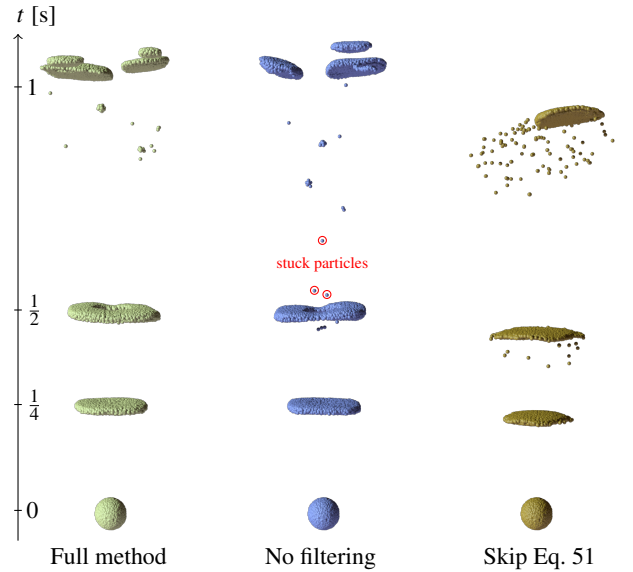 t [s]
1
stuck particles
1/2
1/4
0
Full method No filtering Skip Eq. 51